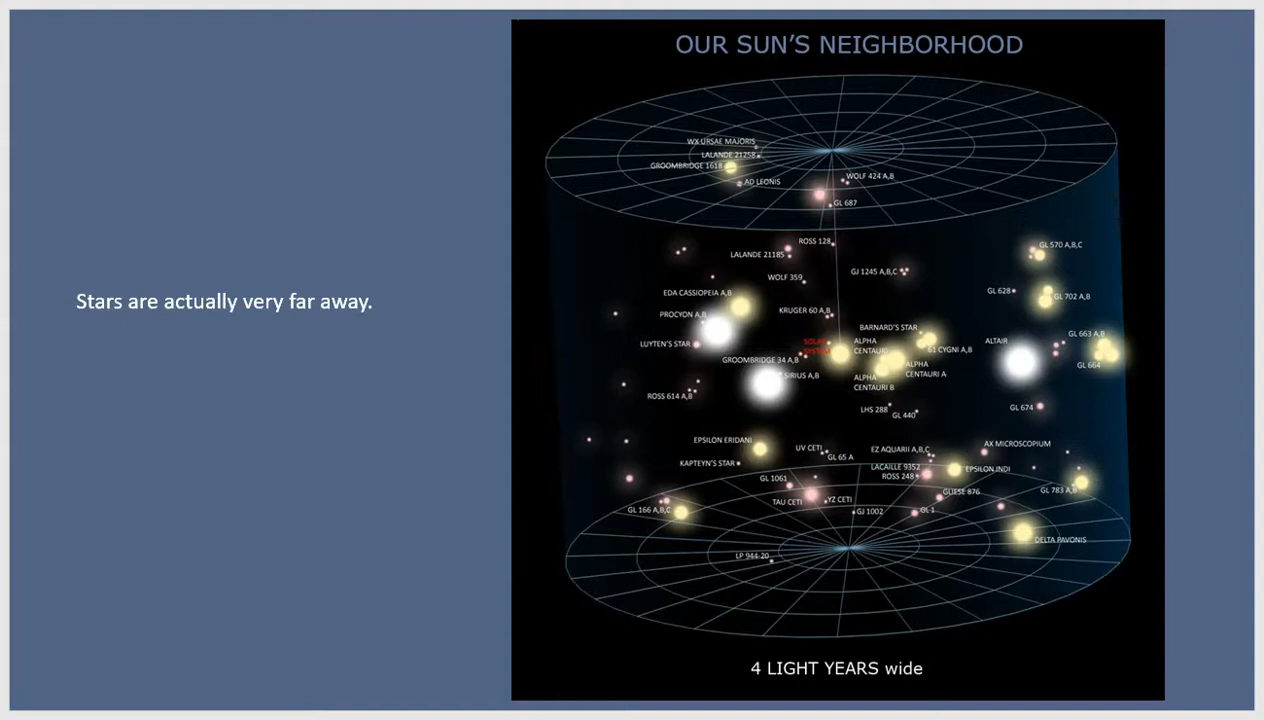 OUR SUN'S NEIGHBORHOOD
WX URSAE MAJORIS
LALANDE 21258
GROOMBRIDGE 1618
AD LEONIS
WOLF 424 A,B
GL 687
ROSS 128
LALANDE 21185
GL 570 A,B,C
WOLF 359
GJ 1245 A,B,C
EDA CASSIOPEIA A,B
GL 628
GL 702 A,B
Stars are actually very far away.
PROCYON A,B
KRUGER 60 A,B
BARNARD'S STAR
GL 663 A,B
LUYTEN'S STAR
SOLAR
SYSTEM
ALPHA
CENTAURI
61 CYGNI A,B
ALTAIR
GROOMBRIDGE 34 A,B
GL 664
SIRIUS A,B
ALPHA
CENTAURI A
ALPHA
CENTAURI B
ROSS 614 A,B
LHS 288
GL 440
GL 674
EPSILON ERIDANI
UV CETI
GL 65 A
EZ AQUARII A,B,C
AX MICROSCOPIUM
KAPTEYN'S STAR
LACAILLE 9352
ROSS 248
EPSILON INDI
GL 1061
GL 783 A,B
TAU CETI
YZ CETI
GUESE 876
GL 166 A,B,C
GJ 1002
GL 1
DELTA PAVONIS
LP 944-20
4 LIGHT YEARS wide